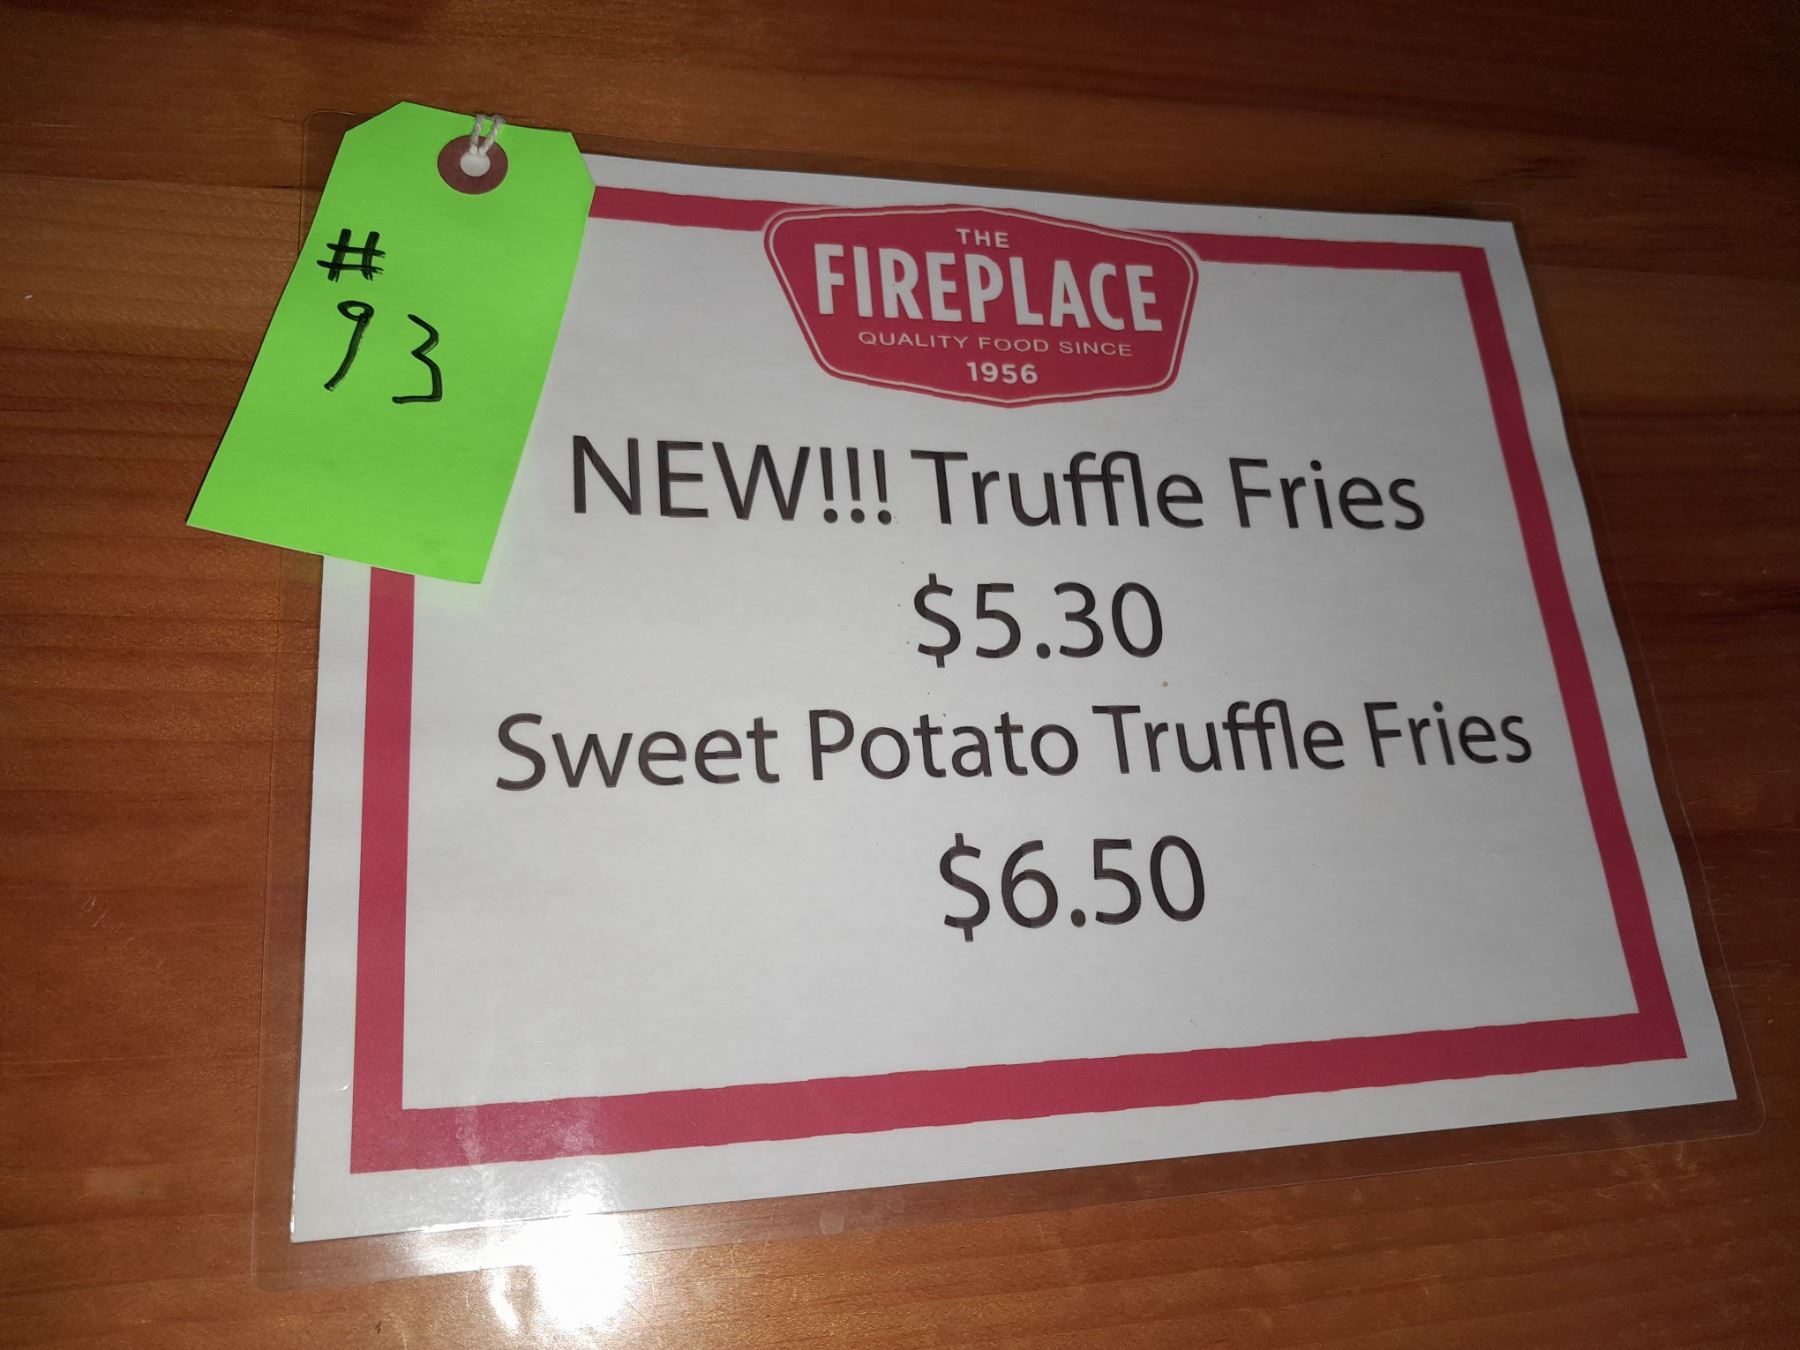 #
93
THE
FIREPLACE
QUALITY FOOD SINCE
1956
NEW!!! Truffle Fries
$5.30
Sweet Potato Truffle Fries
$6.50